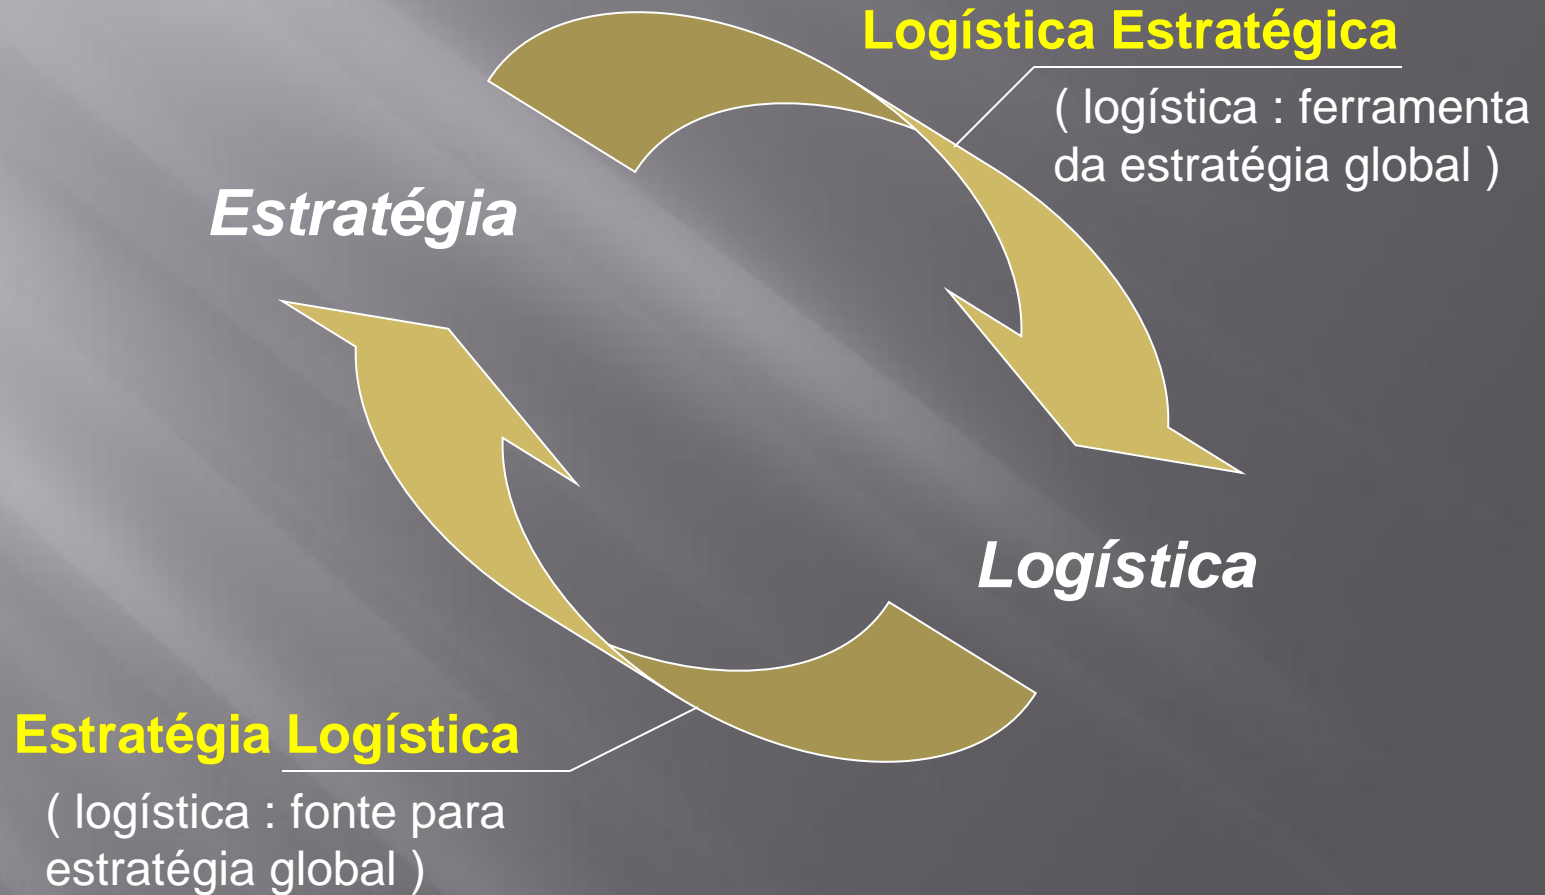 Logística Estratégica
( logística : ferramenta
da estratégia global )
Estratégia
Logística
Estratégia Logística
( logística : fonte para
estratégia global )